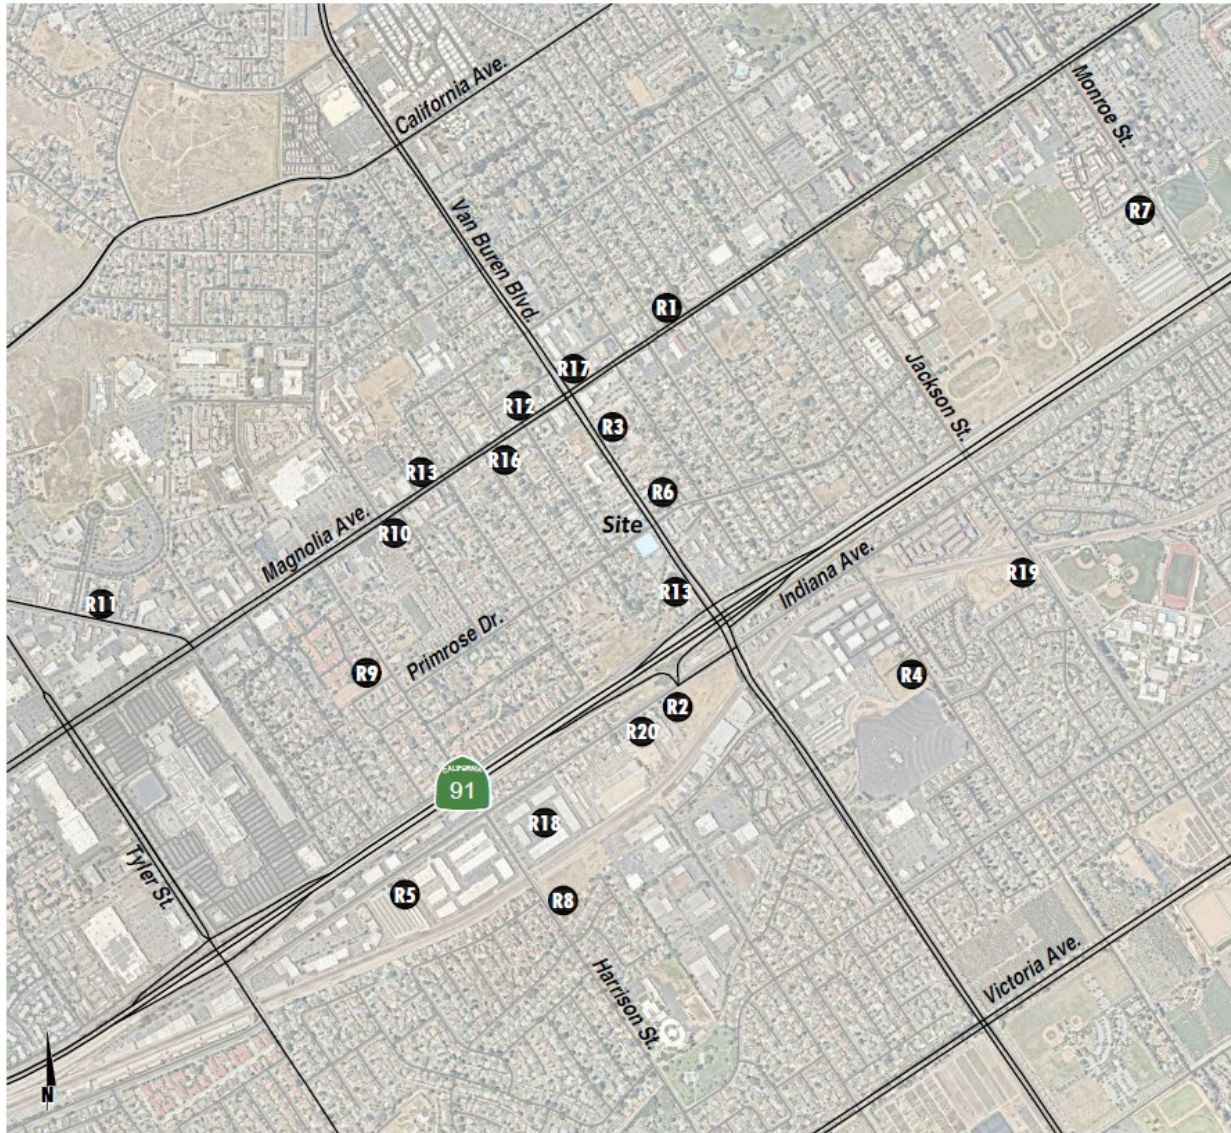 California Ave.
Monroe St.
R7
Van Buren Blvd.
R1
R17
Jackson St.
R12
R3
R16
R13
R6
Site
Magnolia Ave.
R10
R19
Indiana Ave.
R13
R11
Primrose Dr.
R9
R4
R2
R20
CALIFORNIA
91
R18
Tyler St.
R5
R8
Victoria Ave.
Harrison St.
N